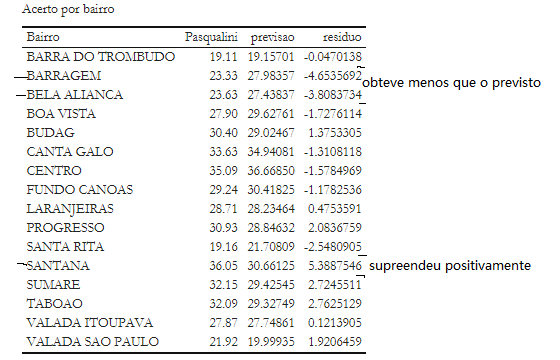 Acerto por bairro
Bairro Pasqualini previsao residuo
BARRA DO TROMBUDO 19.11 19.15701 -0.0470138
BARRAGEM 23.33 27.98357 -4.6535692 obteve menos que o previsto
BELA ALIANCA 23.63 27.43837 -3.8083734
BOA VISTA 27.90 29.62761 -1.7276114
BUDAG 30.40 29.02467 1.3753305
CANTA GALO 33.63 34.94081 -1.3108118
CENTRO 35.09 36.66850 -1.5784969
FUNDO CANOAS 29.24 30.41825 -1.1782536
LARANJEIRAS 28.71 28.23464 0.4753591
PROGRESSO 30.93 28.84632 2.0836759
SANTA RITA 19.16 21.70809 -2.5480905
SANTANA 36.05 30.66125 5.3887546 supreendeu positivamente
SUMARE 32.15 29.42545 2.7245511
TABOAO 32.09 29.32749 2.7625129
VALADA ITOUPAVA 27.87 27.74861 0.1213905
VALADA SAO PAULO 21.92 19.99935 1.9206459